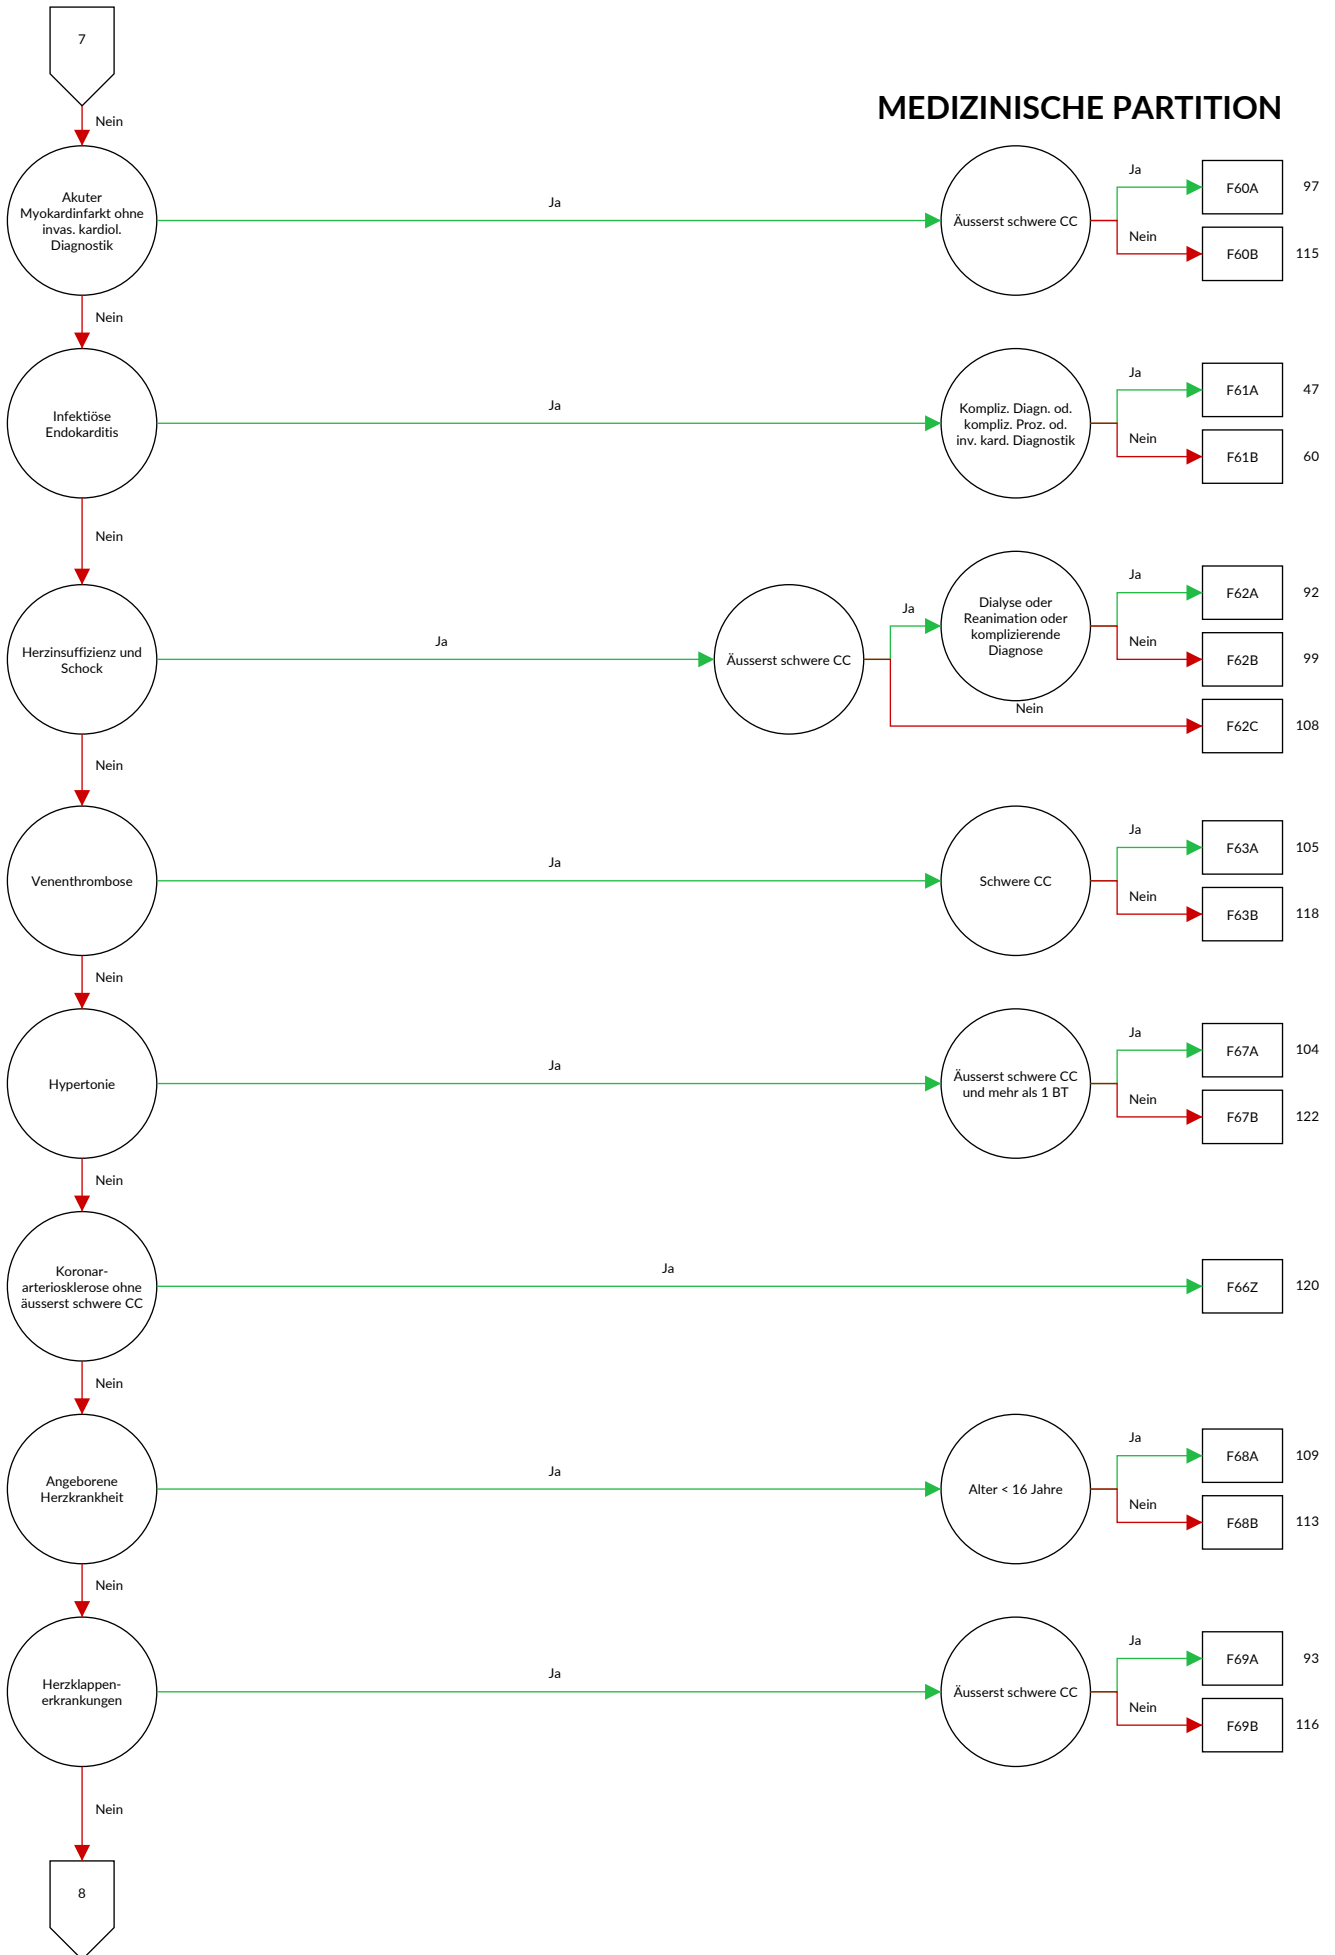 7
Nein
MEDIZINISCHE PARTITION
Akuter
Myokardinfarkt ohne
invas. kardiol.
Diagnostik
Ja
Äusserst schwere CC
Ja
F60A
97
Nein
F60B
115
Nein
Infektiöse
Endokarditis
Ja
Kompliz. Diagn. od.
kompliz. Proz. od.
inv. kard. Diagnostik
Ja
F61A
47
Nein
F61B
60
Nein
Herzinsuffizienz und
Schock
Ja
Äusserst schwere CC
Ja
Dialyse oder
Reanimation oder
komplizierende
Diagnose
Ja
F62A
92
Nein
F62B
99
Nein
F62C
108
Nein
Venenthrombose
Ja
Schwere CC
Ja
F63A
105
Nein
F63B
118
Nein
Hypertonie
Ja
Äusserst schwere CC
und mehr als 1 BT
Ja
F67A
104
Nein
F67B
122
Nein
Koronar-
arteriosklerose ohne
äusserst schwere CC
Ja
F66Z
120
Nein
Angeborene
Herzkrankheit
Ja
Alter < 16 Jahre
Ja
F68A
109
Nein
F68B
113
Nein
Herzklappen-
erkrankungen
Ja
Äusserst schwere CC
Ja
F69A
93
Nein
F69B
116
Nein
8